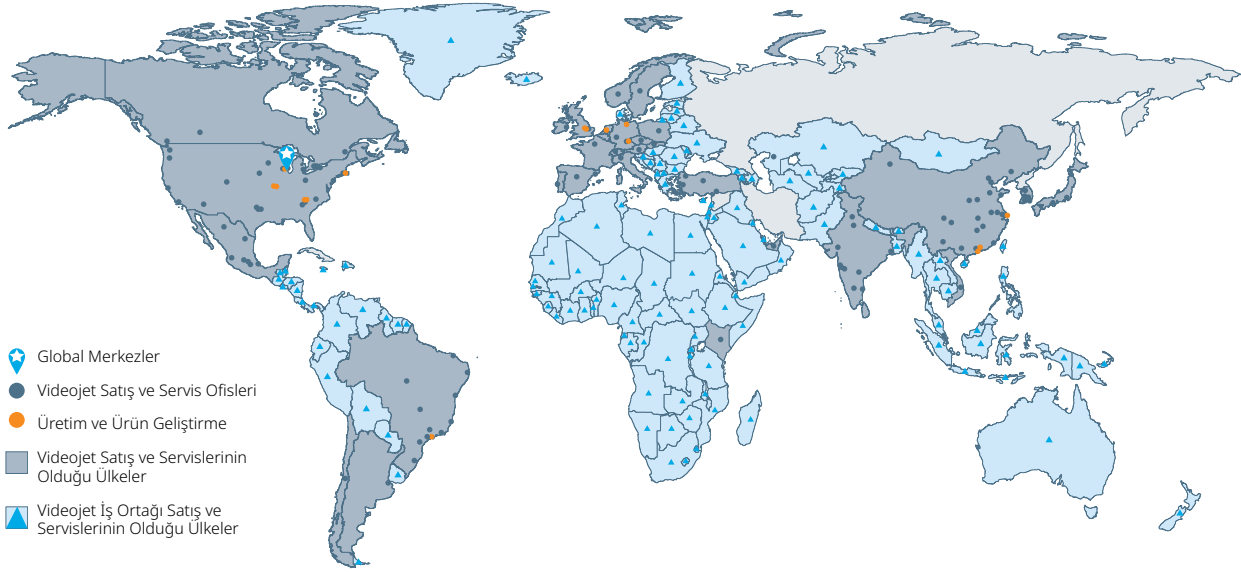 Global Merkezler
Videojet Satış ve Servis Ofisleri
Üretim ve Ürün Geliştirme
Videojet Satış ve Servislerinin
Olduğu Ülkeler
Videojet İş Ortağı Satış ve
Servislerinin Olduğu Ülkeler